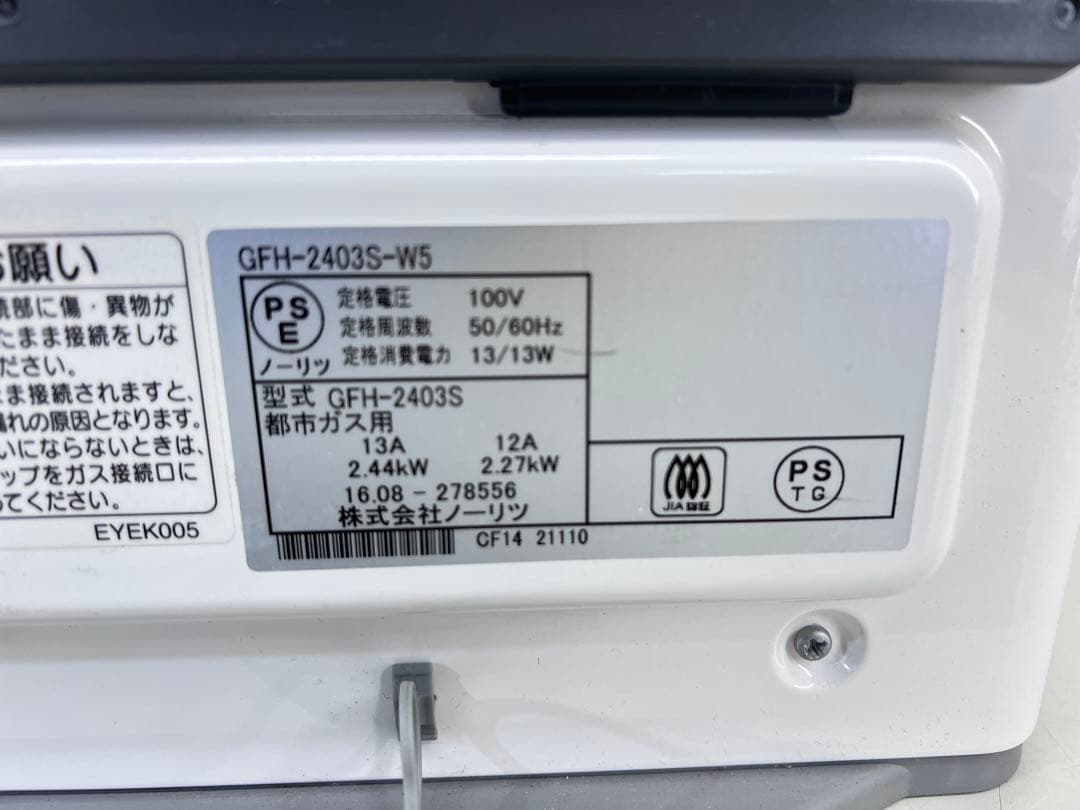 お願い
続部に傷・異物が
たまま接続をしな
ださい。
ま接続されますと、
漏れの原因となります。
いにならないときは、
ップをガス接続口に
ってください。
EYEK005
GFH-2403S-W5
PS
E
ノーリツ
定格電圧 100V
定格周波数 50/60Hz
定格消費電力 13/13W
型式 GFH-2403S
都市ガス用
13A 12A
2.44kW 2.27kW
16.08 - 278556
株式会社ノーリツ
JIA 認証
PS
TG
CF14 21110